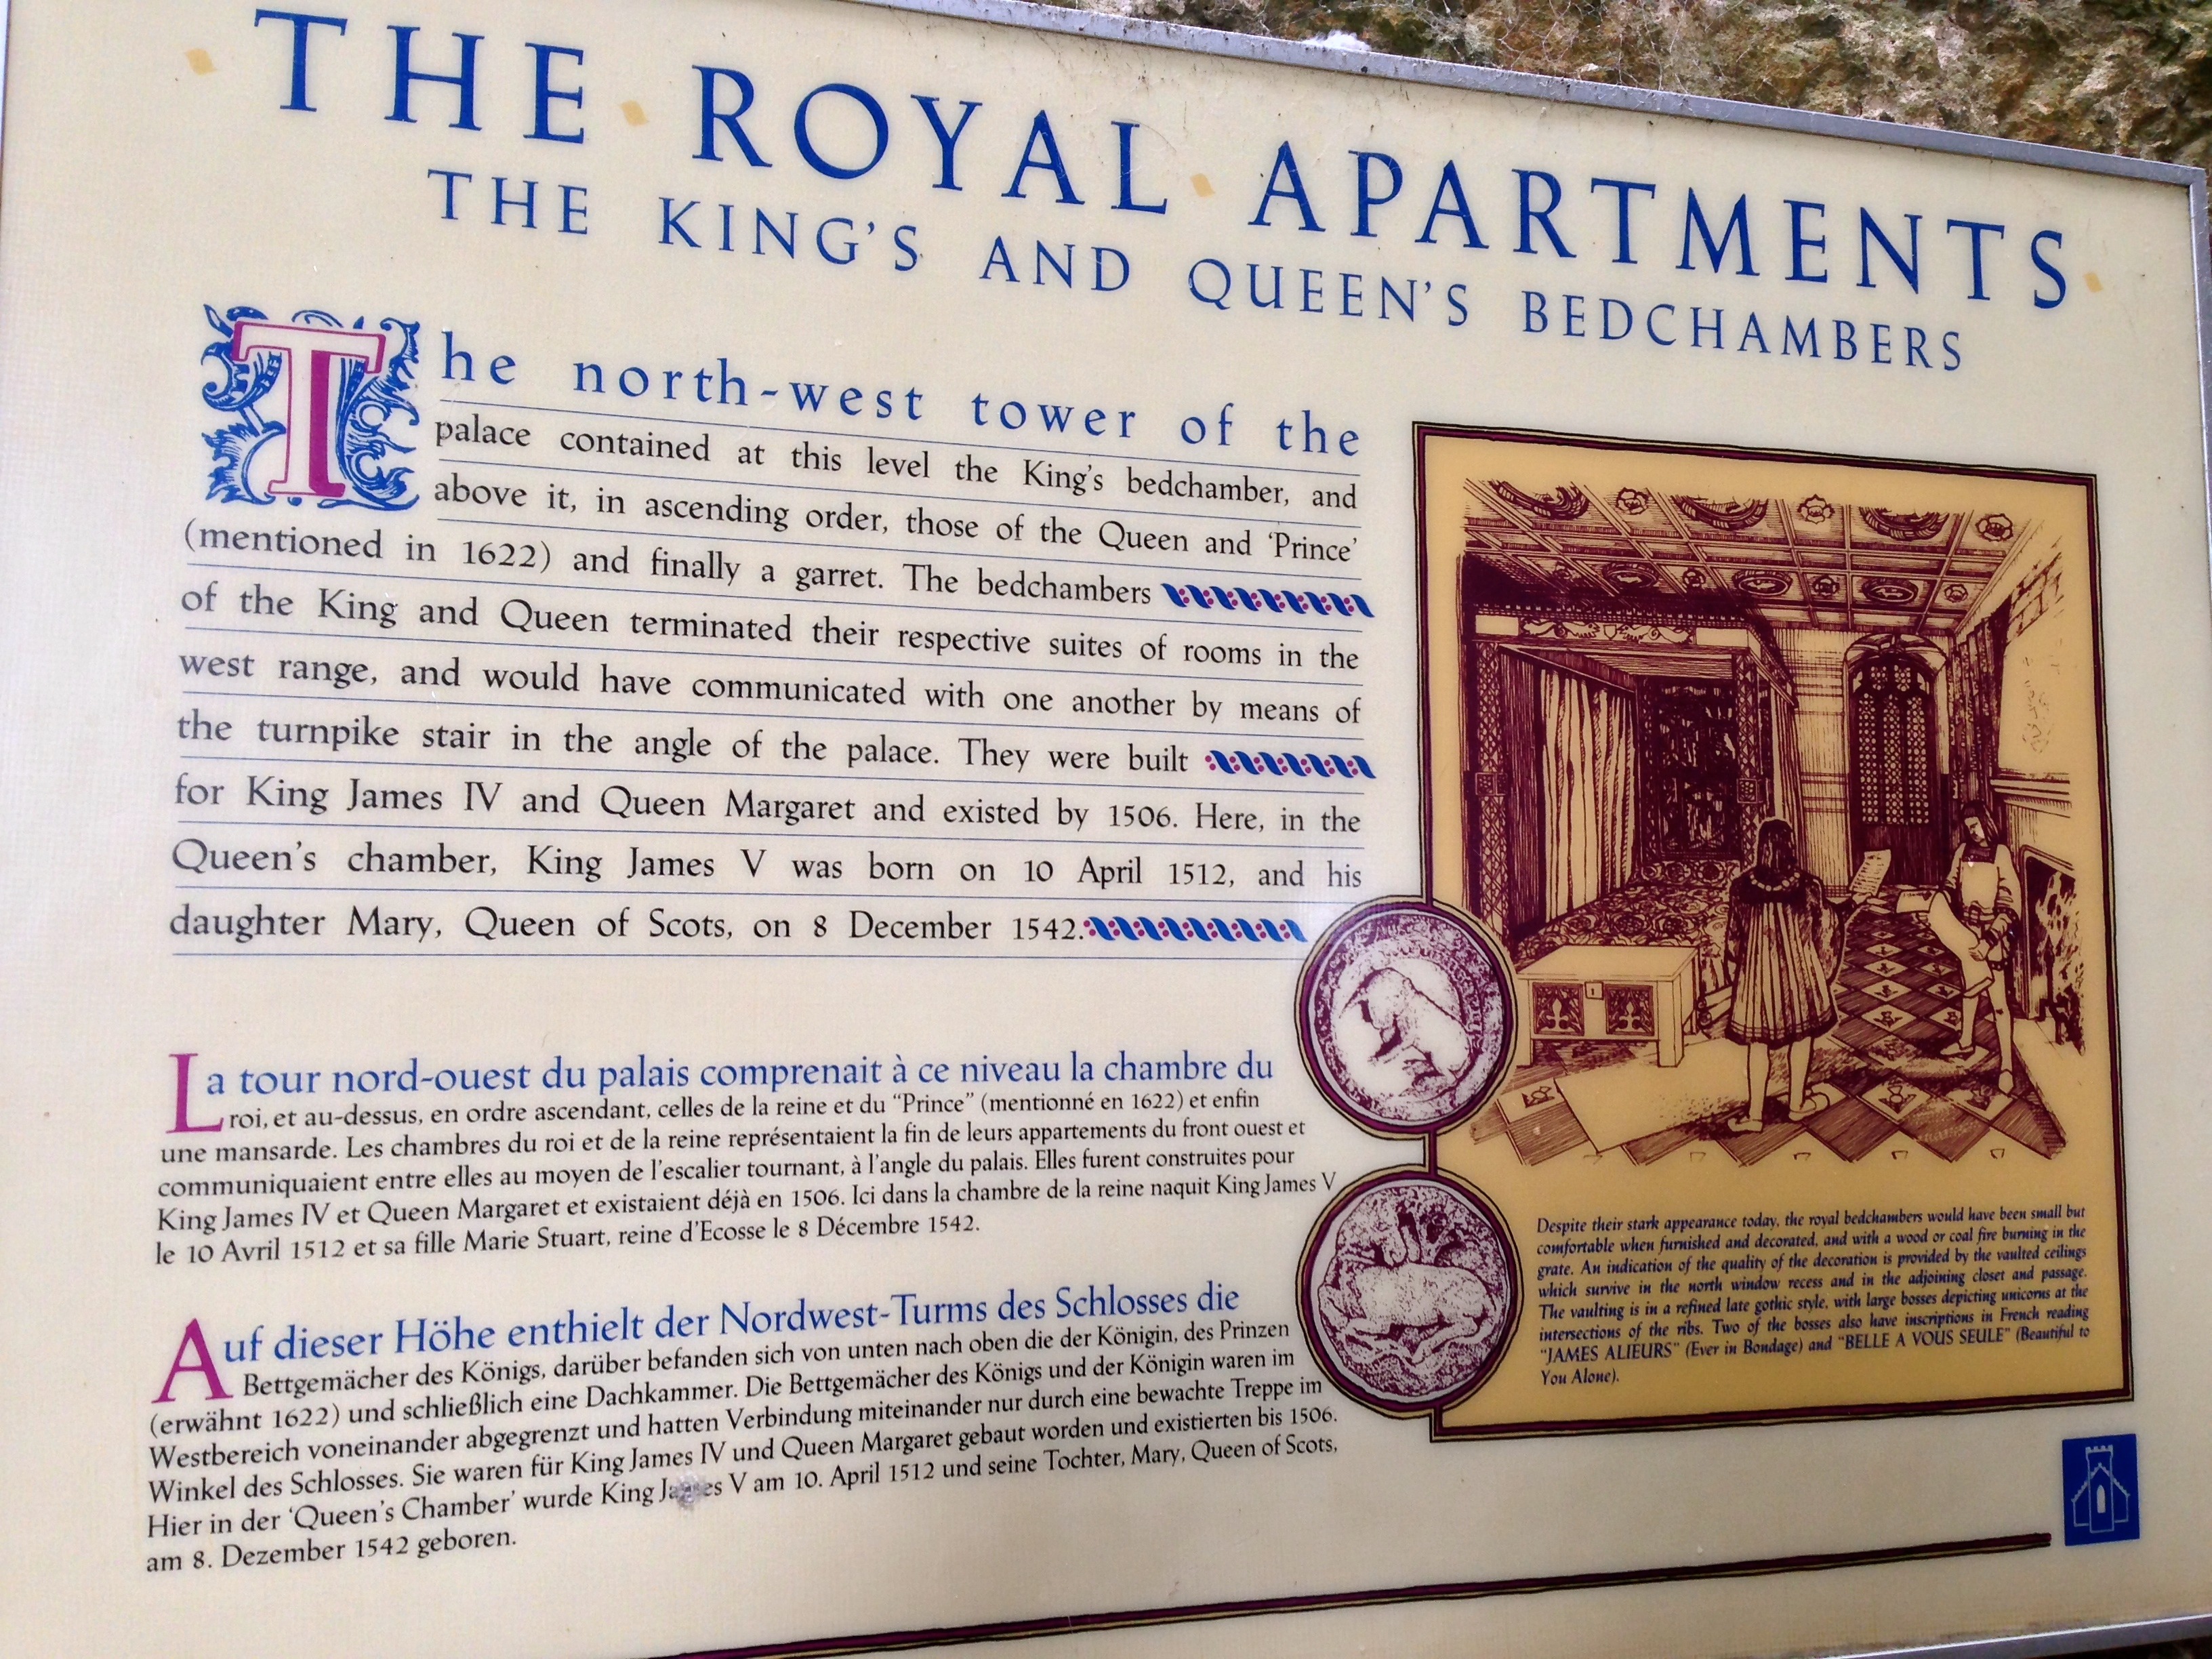 THE ROYAL APARTMENTS
THE KING'S AND QUEEN'S BEDCHAMBERS
The north-west tower of the
palace contained at this level the King's bedchamber, and
above it, in ascending order, those of the Queen and 'Prince'
(mentioned in 1622) and finally a garret. The bedchambers
of the King and Queen terminated their respective suites of rooms in the
west range, and would have communicated with one another by means of
the turnpike stair in the angle of the palace. They were built
for King James IV and Queen Margaret and existed by 1506. Here, in the
Queen's chamber, King James V was born on 10 April 1512, and his
daughter Mary, Queen of Scots, on 8 December 1542.
La tour nord-ouest du palais comprenait à ce niveau la chambre du
roi, et au-dessus, en ordre ascendant, celles de la reine et du "Prince" (mentionné en 1622) et enfin
une mansarde. Les chambres du roi et de la reine représentaient la fin de leurs appartements du front ouest et
communiquaient entre elles au moyen de l'escalier tournant, à l'angle du palais. Elles furent construites pour
King James IV et Queen Margaret et existaient déjà en 1506. Ici dans la chambre de la reine naquit King James V
le 10 Avril 1512 et sa fille Marie Stuart, reine d'Ecosse le 8 Décembre 1542.
Auf dieser Höhe enthielt der Nordwest-Turms des Schlosses die
Bettgemächer des Königs, darüber befanden sich von unten nach oben die der Königin, des Prinzen
(erwähnt 1622) und schließlich eine Dachkammer. Die Bettgemächer des Königs und der Königin waren im
Westbereich voneinander abgegrenzt und hatten Verbindung miteinander nur durch eine bewachte Treppe im
Winkel des Schlosses. Sie waren für King James IV und Queen Margaret gebaut worden und existierten bis 1506.
Hier in der 'Queen's Chamber' wurde King James V am 10. April 1512 und seine Tochter, Mary, Queen of Scots,
am 8. Dezember 1542 geboren.
Despite their stark appearance today, the royal bedchambers would have been small but
comfortable when furnished and decorated, and with a wood or coal fire burning in the
grate. An indication of the quality of the decoration is provided by the vaulted ceilings
which survive in the north window recess and in the adjoining closet and passage.
The vaulting is in a refined late gothic style, with large bosses depicting unicorns at the
intersections of the ribs. Two of the bosses also have inscriptions in French reading
"JAMES ALIEURS" (Ever in Bondage) and "BELLE A VOUS SEULE" (Beautiful to
You Alone).